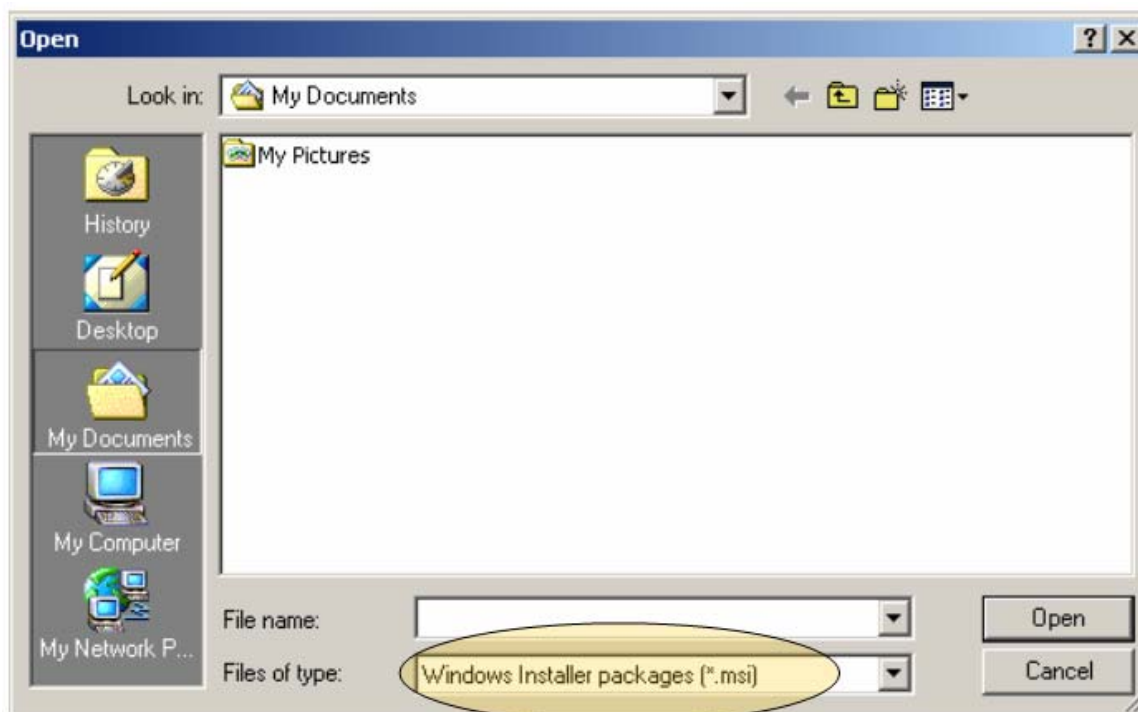 Open
Look in: My Documents
My Pictures
History
Desktop
My Documents
My Computer
My Network P...
File name:
Open
Files of type: Windows Installer packages (*.msi)
Cancel